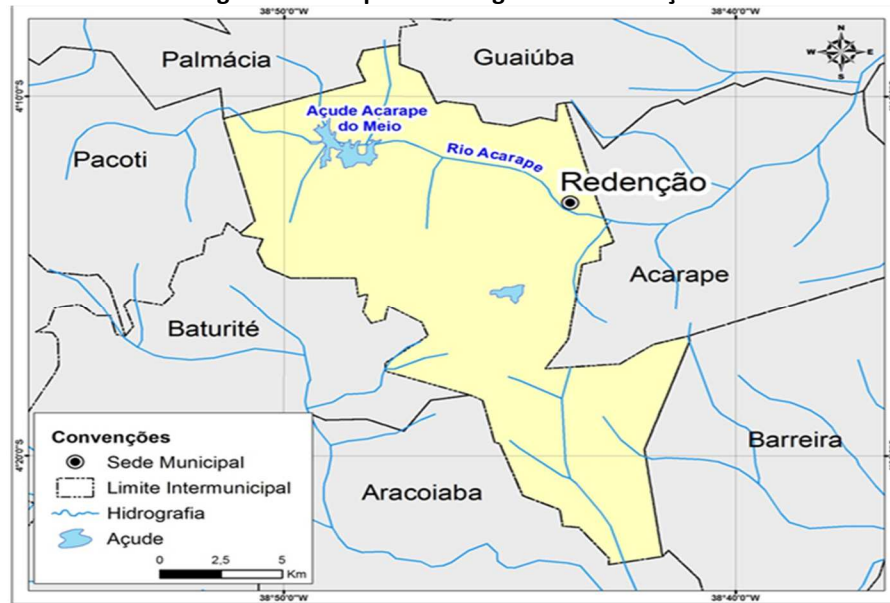 38°50'0"W
38°40'0"W
N
W
E
S
Palmácia
Guaiúba
4°10'0"S
Açude Acarape
do Meio
Pacoti
Rio Acarape
Redenção
Acarape
Baturité
Barreira
4°20'0"S
Aracoiaba
Convenções
Sede Municipal
Limite Intermunicipal
Hidrografia
Açude
0 2,5 5
Km
38°50'0"W
38°40'0"W